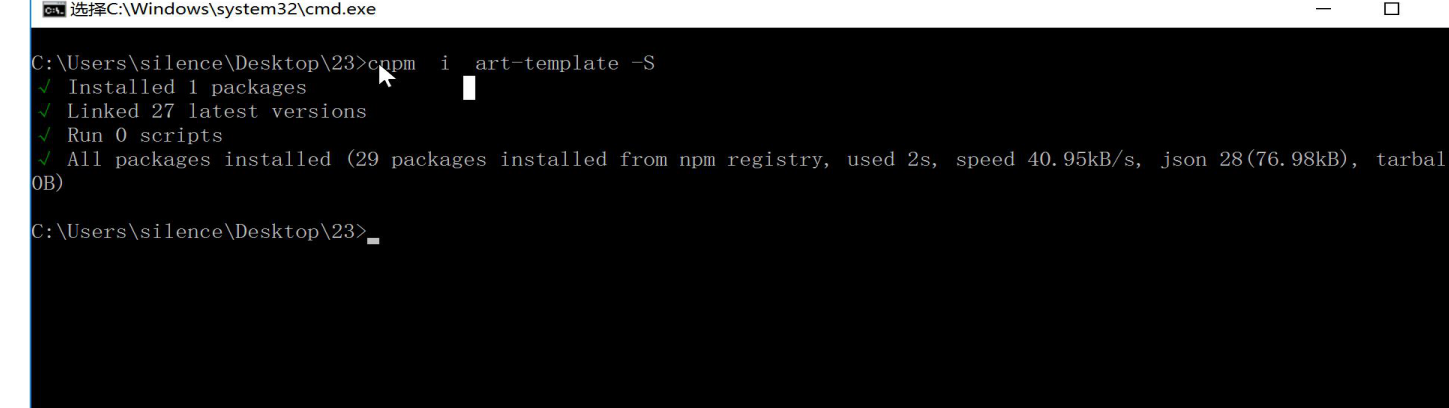 选择C:\Windows\system32\cmd.exe
C:\Users\silence\Desktop\23>cnpm  i  art-template -S
√ Installed 1 packages
√ Linked 27 latest versions
√ Run 0 scripts
√ All packages installed (29 packages installed from npm registry, used 2s, speed 40.95kB/s, json 28(76.98kB), tarbal
0B)
C:\Users\silence\Desktop\23>